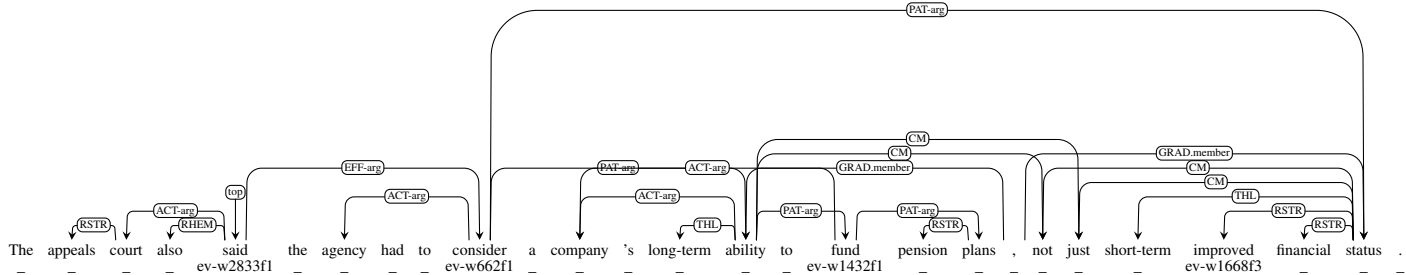 PAT-arg
CM
CM GRAD.member
EFF-arg PAT-arg ACT-arg GRAD.member CM
CM
top ACT-arg ACT-arg THL
ACT-arg PAT-arg PAT-arg RSTR
RSTR RHEM THL RSTR RSTR
The appeals court also said the agency had to consider a company 's long-term ability to fund pension plans , not just short-term improved financial status .
ev-w2833f1 ev-w662f1 ev-w1432f1 ev-w1668f3
_ _ _ _ _ _ _ _ _ _ _ _ _ _ _ _ _ _ _ _ _ _ _ _ _ _